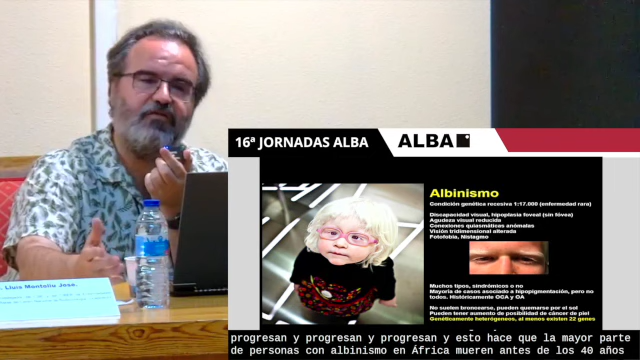 16ª JORNADAS ALBA
ALBA
Albinismo
Condición genética recesiva 1:17.000 (enfermedad rara)
Discapacidad visual, hipoplasia foveal (sin fóvea)
Agudeza visual reducida
Conexiones quiasmáticas anómalas
Visión tridimensional alterada
Fotofobia, Nistagmo
Muchos tipos, sindrómicos o no
Mayoría de casos asociado a hipopigmentación, pero no
todos. Históricamente OCA y OA
No suelen broncearse, pueden quemarse por el sol
Pueden tener aumento de posibilidad de cáncer de piel
Genéticamente heterogéneo, al menos existen 22 genes
Lluis Montoliu José.
progresan y progresan y progresan y esto hace que la mayor parte
de personas con albinismo en África mueren antes de los 40 años